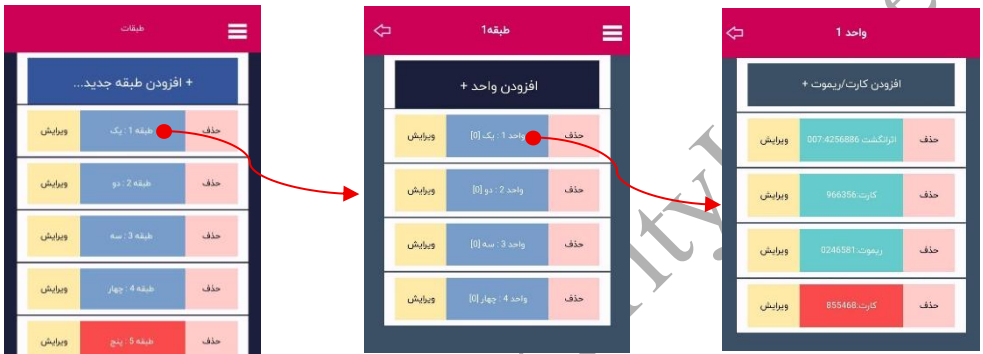 طبقات
+ افزودن طبقه جدید...
حذف طبقه 1 : یک ویرایش
حذف طبقه 2 : دو ویرایش
حذف طبقه 3 : سه ویرایش
حذف طبقه 4 : چهار ویرایش
حذف طبقه 5 : پنج ویرایش
طبقه1
افزودن واحد +
حذف واحد 1 : یک [0] ویرایش
حذف واحد 2 : دو [0] ویرایش
حذف واحد 3 : سه [0] ویرایش
حذف واحد 4 : چهار [0] ویرایش
واحد 1
افزودن کارت/ریموت +
حذف اثرانگشت 007:4256886 ویرایش
حذف کارت: 966356 ویرایش
حذف ریموت: 0246581 ویرایش
حذف کارت: 855468 ویرایش